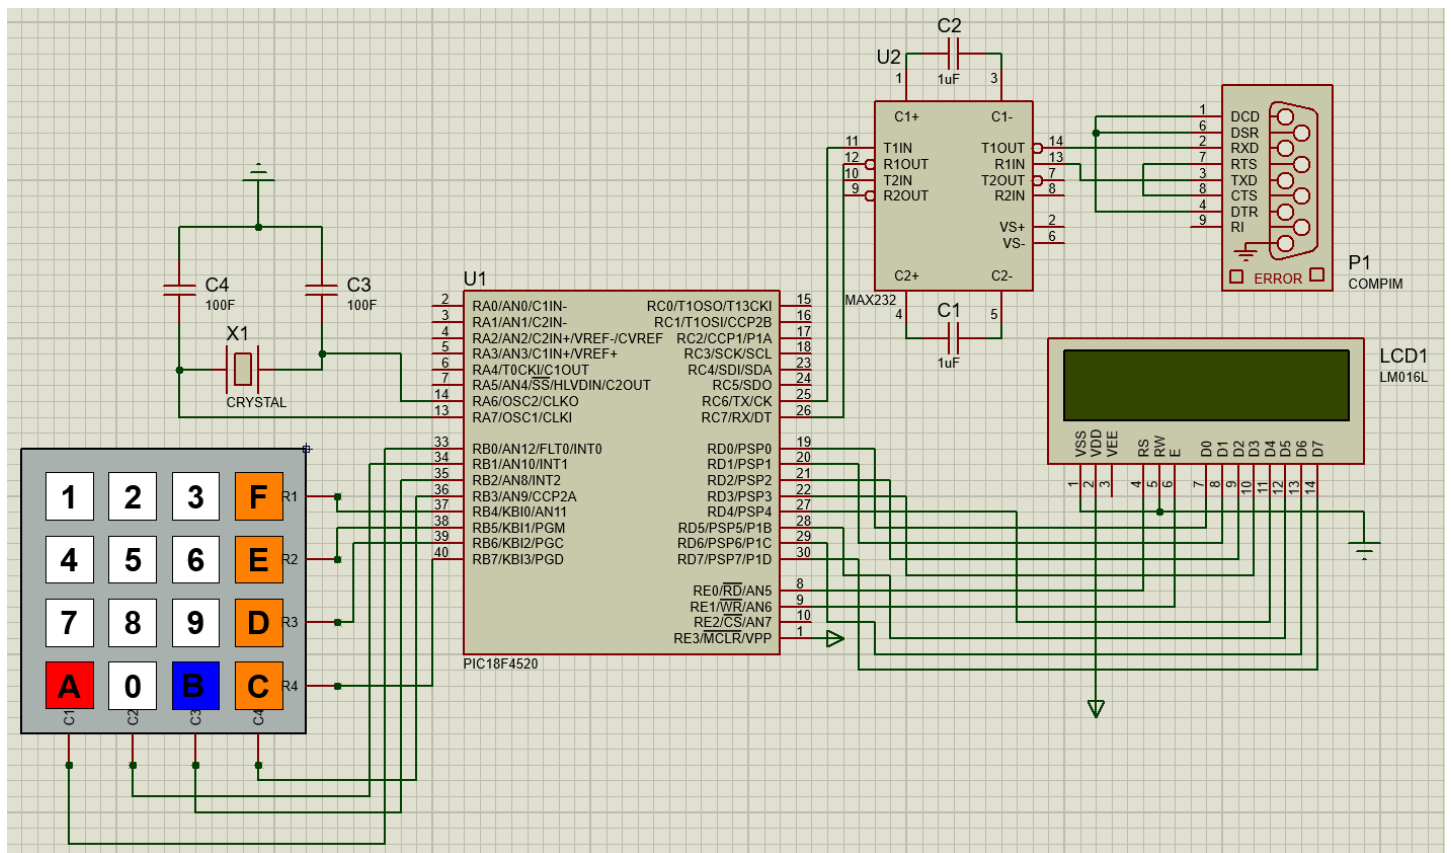 C2
1uF
U2
1
3
C1+
C1-
11
T1IN
T1OUT
14
12
R1OUT
R1IN
13
10
T2IN
T2OUT
7
9
R2OUT
R2IN
8
VS+
2
VS-
6
C2+
C2-
MAX232
4
5
C1
1uF
1
DCD
6
DSR
2
RXD
7
RTS
3
TXD
8
CTS
4
DTR
9
RI
ERROR
P1
COMPIM
C4
100F
C3
100F
X1
CRYSTAL
U1
2
RA0/AN0/C1IN-
RC0/T1OSO/T13CKI
15
3
RA1/AN1/C2IN-
RC1/T1OSI/CCP2B
16
4
RA2/AN2/C2IN+/VREF-/CVREF
RC2/CCP1/P1A
17
5
RA3/AN3/C1IN+/VREF+
RC3/SCK/SCL
18
6
RA4/T0CKI/C1OUT
RC4/SDI/SDA
23
7
RA5/AN4/SS/HLVDIN/C2OUT
RC5/SDO
24
14
RA6/OSC2/CLKO
RC6/TX/CK
25
13
RA7/OSC1/CLKI
RC7/RX/DT
26
33
RB0/AN12/FLT0/INT0
RD0/PSP0
19
34
RB1/AN10/INT1
RD1/PSP1
20
35
RB2/AN8/INT2
RD2/PSP2
21
36
RB3/AN9/CCP2A
RD3/PSP3
22
37
RB4/KBI0/AN11
RD4/PSP4
27
38
RB5/KBI1/PGM
RD5/PSP5/P1B
28
39
RB6/KBI2/PGC
RD6/PSP6/P1C
29
40
RB7/KBI3/PGD
RD7/PSP7/P1D
30
RE0/RD/AN5
8
RE1/WR/AN6
9
RE2/CS/AN7
10
RE3/MCLR/VPP
1
PIC18F4520
LCD1
LM016L
VSS
VDD
VEE
RS
RW
E
D0
D1
D2
D3
D4
D5
D6
D7
1
2
3
4
5
6
7
8
9
10
11
12
13
14
1
2
3
F
R1
4
5
6
E
R2
7
8
9
D
R3
A
0
B
C
R4
C1
C2
C3
C4